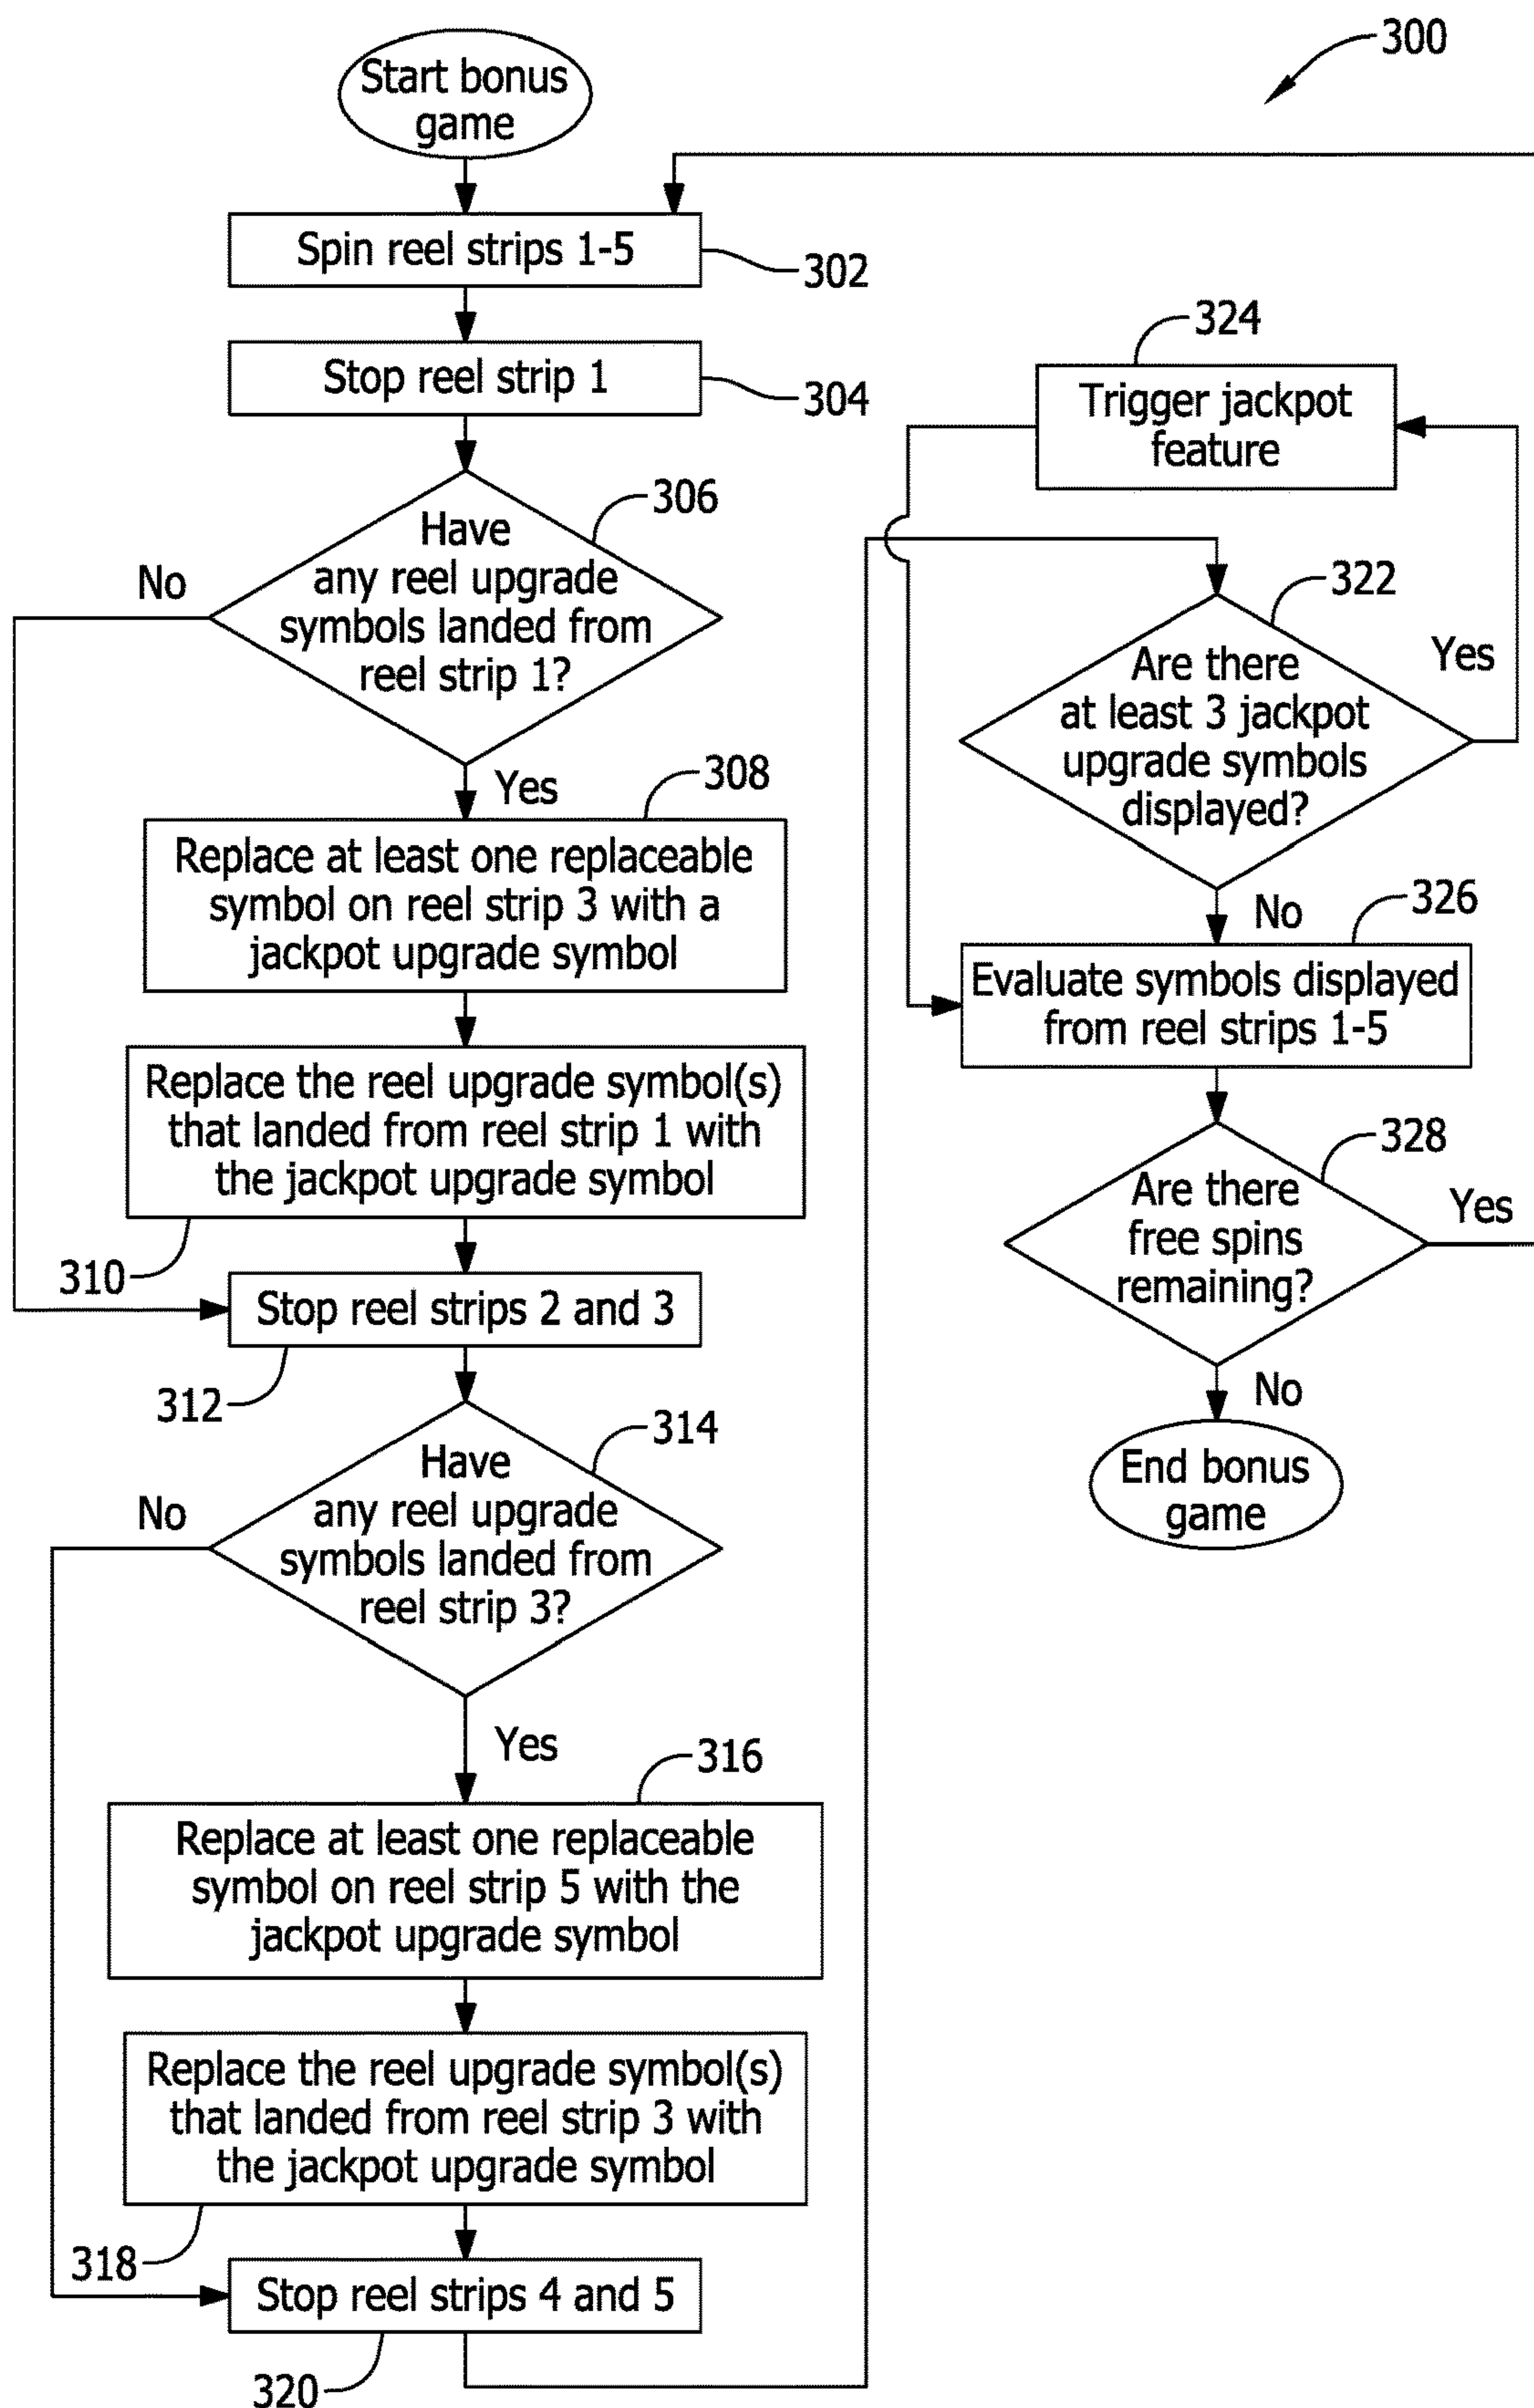 300
Start bonus
game
Spin reel strips 1-5
302
Stop reel strip 1
304
306
Have
any reel upgrade
symbols landed from
reel strip 1?
No
Yes
308
Replace at least one replaceable
symbol on reel strip 3 with a
jackpot upgrade symbol
Replace the reel upgrade symbol(s)
that landed from reel strip 1 with
the jackpot upgrade symbol
310
Stop reel strips 2 and 3
312
314
Have
any reel upgrade
symbols landed from
reel strip 3?
No
Yes
316
Replace at least one replaceable
symbol on reel strip 5 with the
jackpot upgrade symbol
Replace the reel upgrade symbol(s)
that landed from reel strip 3 with
the jackpot upgrade symbol
318
Stop reel strips 4 and 5
320
324
Trigger jackpot
feature
322
Are there
at least 3 jackpot
upgrade symbols
displayed?
Yes
No
326
Evaluate symbols displayed
from reel strips 1-5
328
Are there
free spins
remaining?
Yes
No
End bonus
game